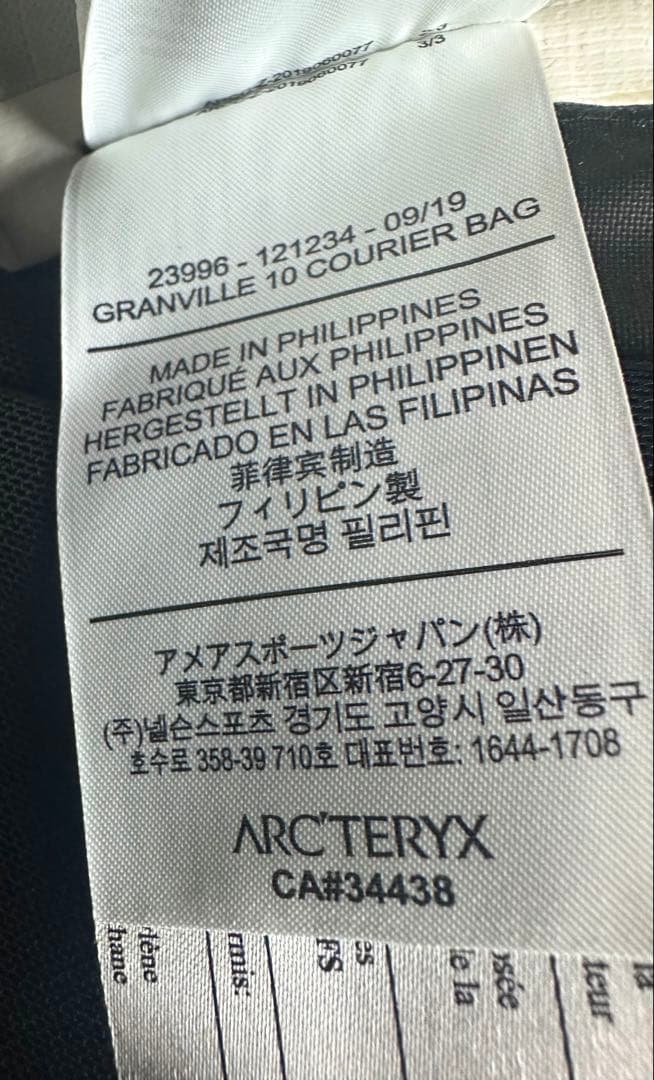 3/3
23996 - 121234 - 09/19
GRANVILLE 10 COURIER BAG
MADE IN PHILIPPINES
FABRIQUÉ AUX PHILIPPINES
HERGESTELLT IN PHILIPPINEN
FABRICADO EN LAS FILIPINAS
菲律宾制造
フィリピン製
제조국명 필리핀
アメアスポーツジャパン(株)
東京都新宿区新宿6-27-30
(주)넬슨스포츠 경기도 고양시 일산동구
호수로 358-39 710호 대표번호: 1644-1708
ARC'TERYX
CA#34438